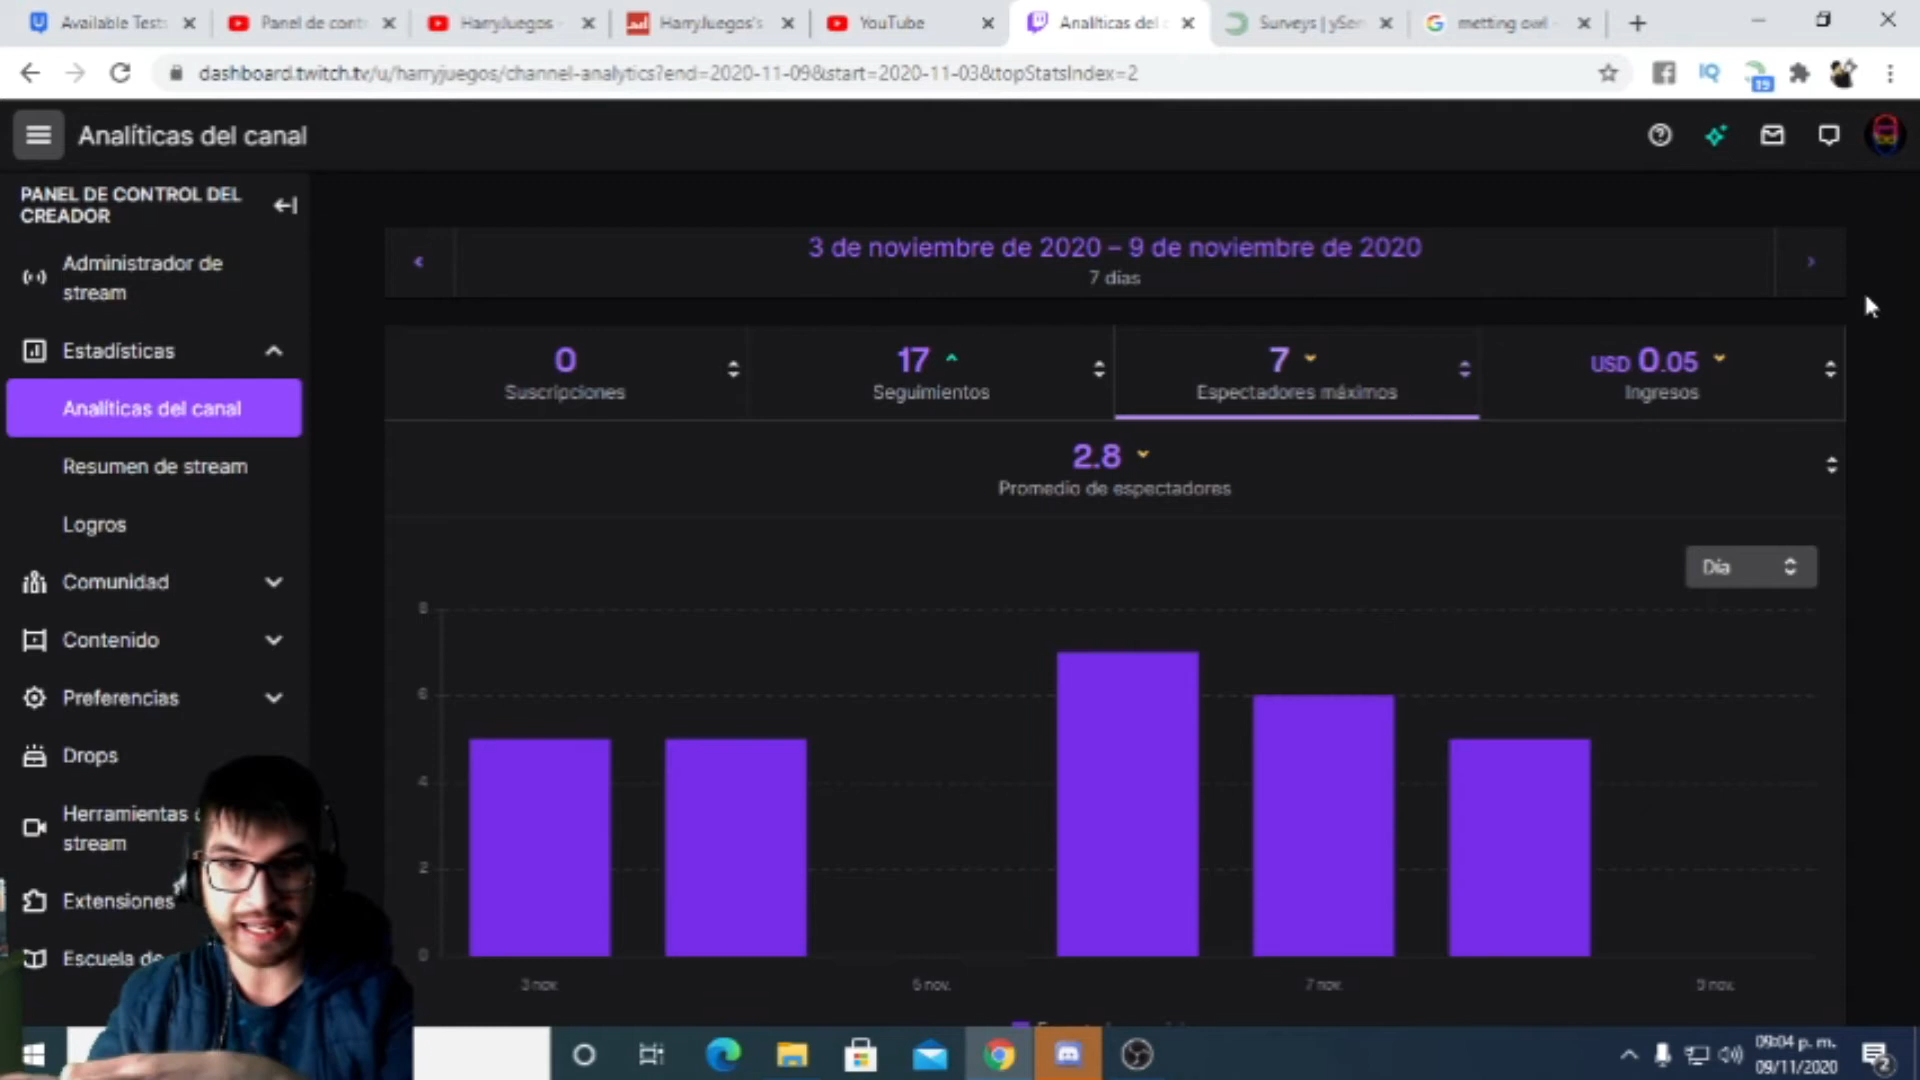 Available Test:
Panel de cont
HarryJuegos -
HarryJuegos's
YouTube
Analíticas del c
Surveys | ySen
metting owl -
dashboard.twitch.tv/u/harryjuegos/channel-analytics?end=2020-11-09&start=2020-11-03&topStatsIndex=2
IQ
15
Analíticas del canal
PANEL DE CONTROL DEL
CREADOR
Administrador de
stream
Estadísticas
Analíticas del canal
Resumen de stream
Logros
Comunidad
Contenido
Preferencias
Drops
Herramientas
stream
Extensiones
Escuela de
3 de noviembre de 2020 – 9 de noviembre de 2020
7 días
0
Suscripciones
17
Seguimientos
7
Espectadores máximos
USD 0.05
Ingresos
2.8
Promedio de espectadores
Día
8
6
4
2
0
3 nov.
5 nov.
7 nov.
9 nov.
09:04 p. m.
09/11/2020
2